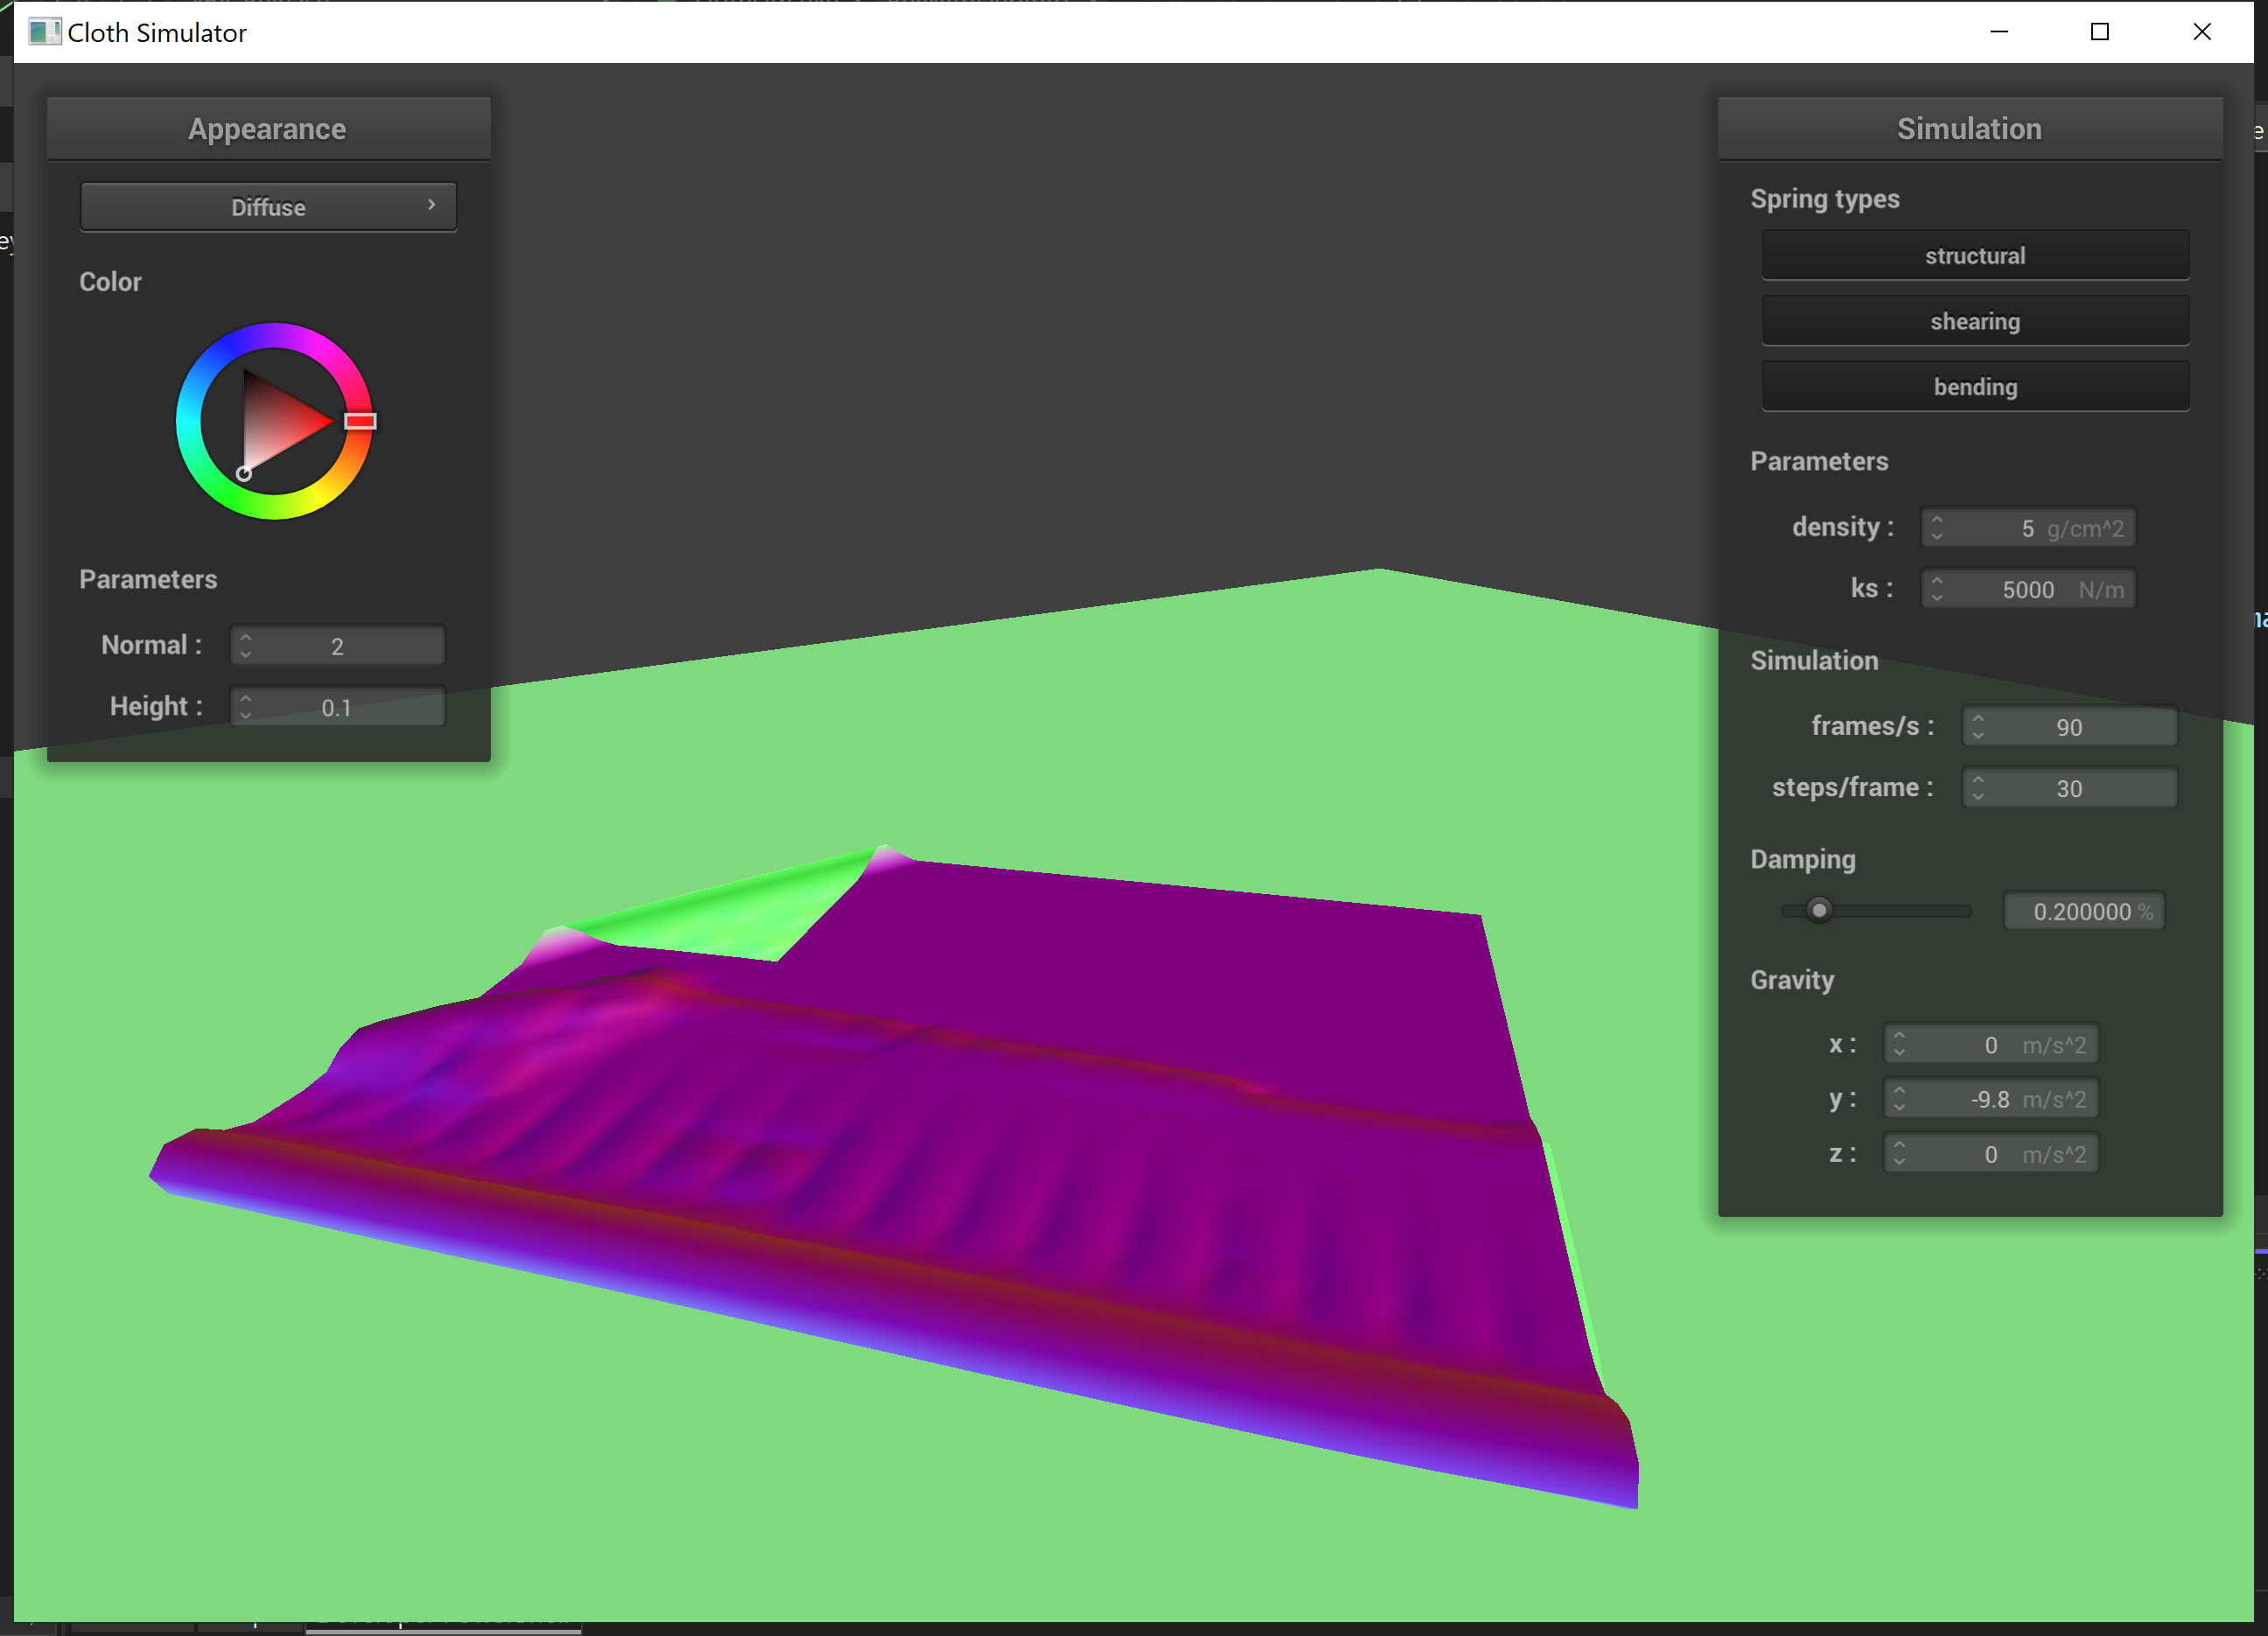 Cloth Simulator
Appearance
Diffuse
Color
Parameters
Normal : 2
Height : 0.1
Simulation
Spring types
structural
shearing
bending
Parameters
density : 5 g/cm^2
ks : 5000 N/m
Simulation
frames/s : 90
steps/frame : 30
Damping
0.200000 %
Gravity
x : 0 m/s^2
y : -9.8 m/s^2
z : 0 m/s^2